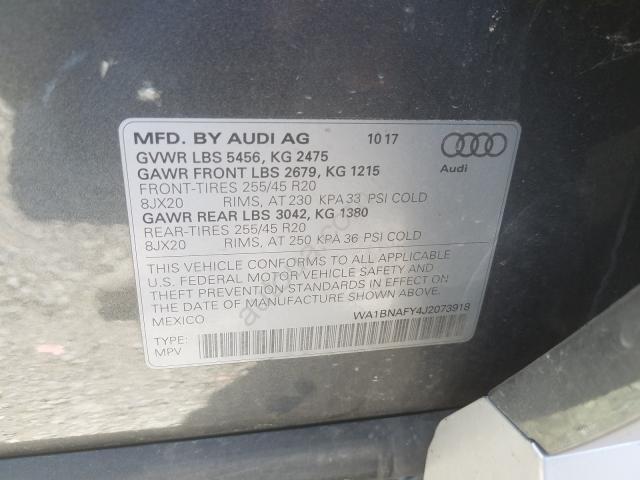 MFD. BY AUDI AG 10 17
GVWR LBS 5456, KG 2475
GAWR FRONT LBS 2679, KG 1215
FRONT-TIRES 255/45 R20
8JX20 RIMS, AT 230 KPA 33 PSI COLD
GAWR REAR LBS 3042, KG 1380
REAR-TIRES 255/45 R20
8JX20 RIMS, AT 250 KPA 36 PSI COLD
Audi
THIS VEHICLE CONFORMS TO ALL APPLICABLE
U.S. FEDERAL MOTOR VEHICLE SAFETY AND
THEFT PREVENTION STANDARDS IN EFFECT ON
THE DATE OF MANUFACTURE SHOWN ABOVE.
MEXICO WA1BNAFY4J2073918
TYPE:
MPV